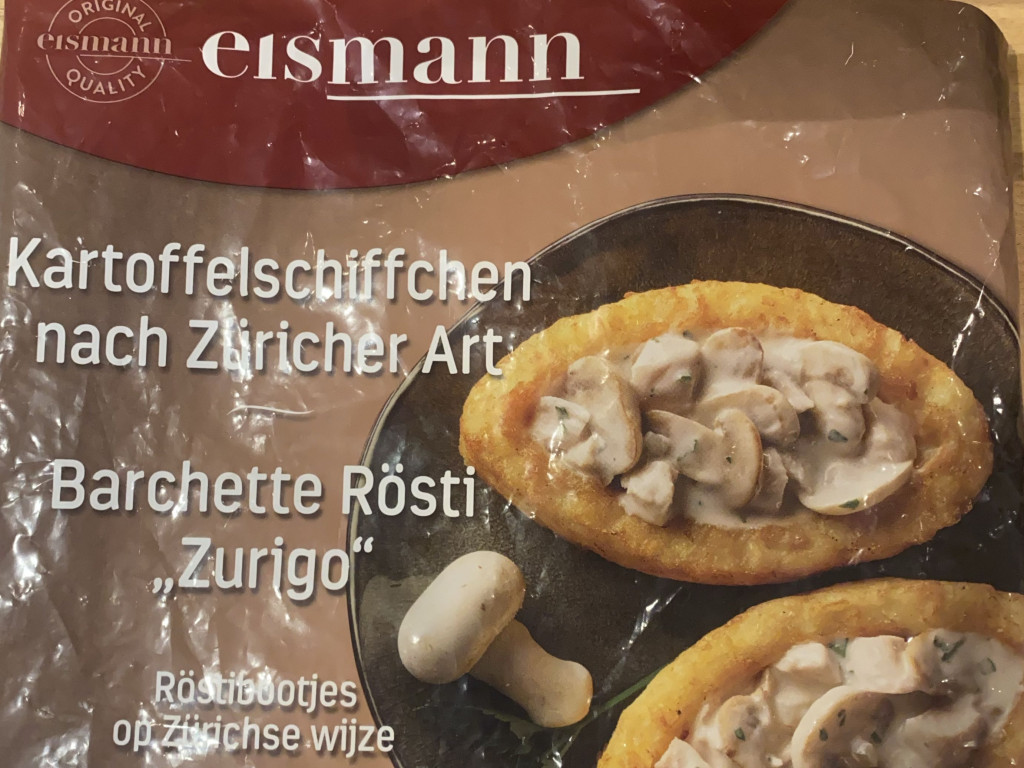 ORIGINAL
eismann
QUALITY
eismann
Kartoffelschiffchen
nach Züricher Art
Barchette Rösti
„Zurigo“
Röstibootjes
op Zürichse wijze